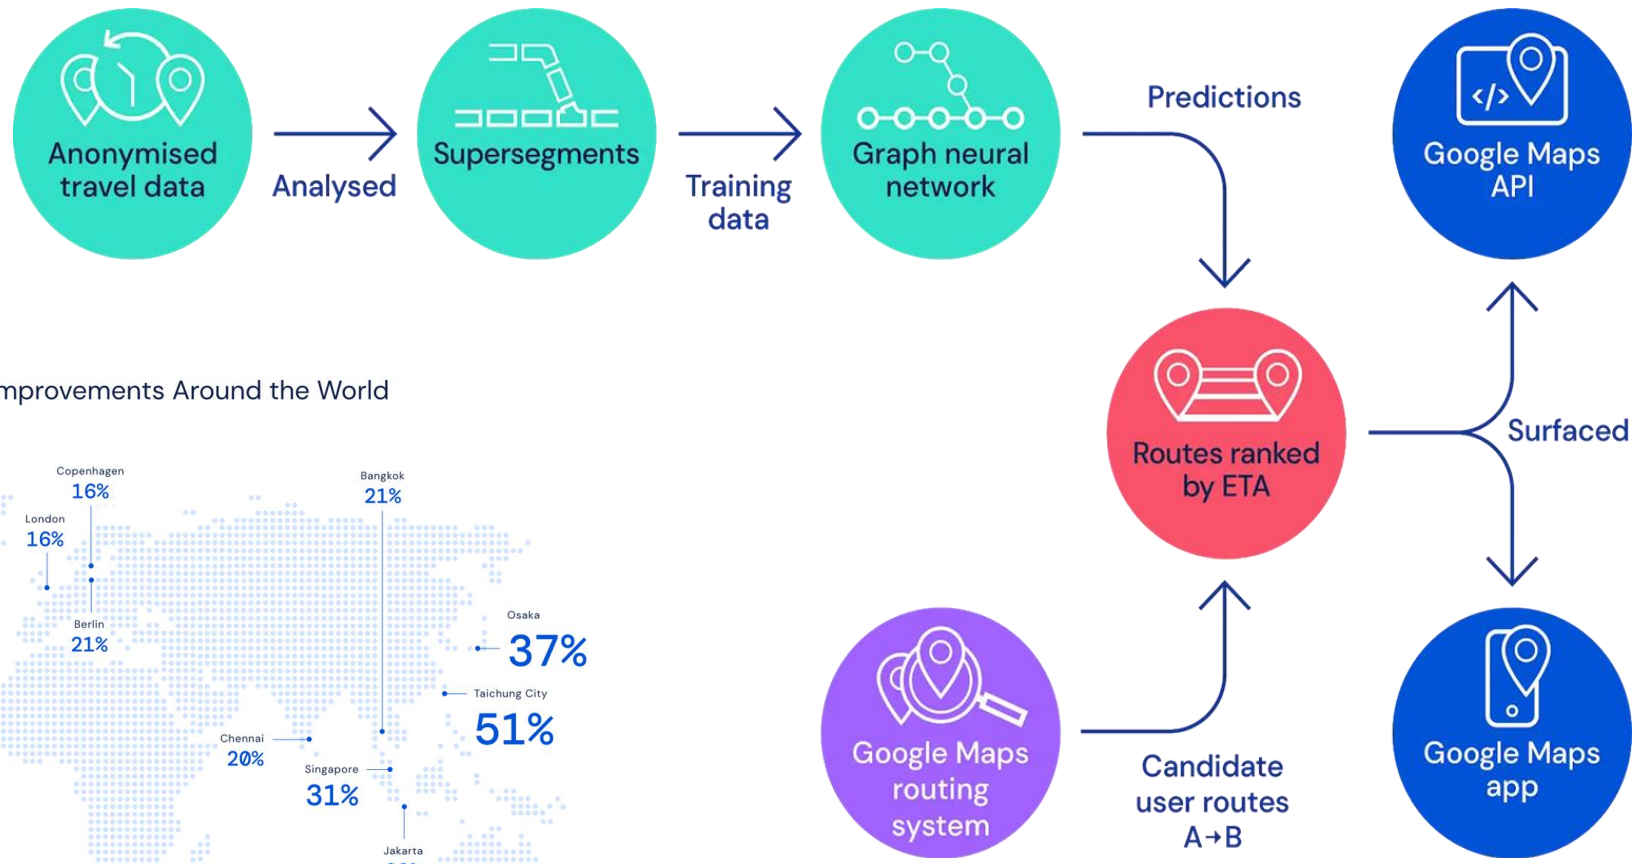 Anonymised
travel data
Analysed
Supersegments
Training
data
Graph neural
network
Predictions
</>
Google Maps
API
Routes ranked
by ETA
Surfaced
Google Maps
routing
system
Candidate
user routes
A→B
Google Maps
app
Around the World
Copenhagen
16%
London
16%
Berlin
21%
Bangkok
21%
Osaka
37%
Taichung City
51%
Chennai
20%
Singapore
31%
Jakarta